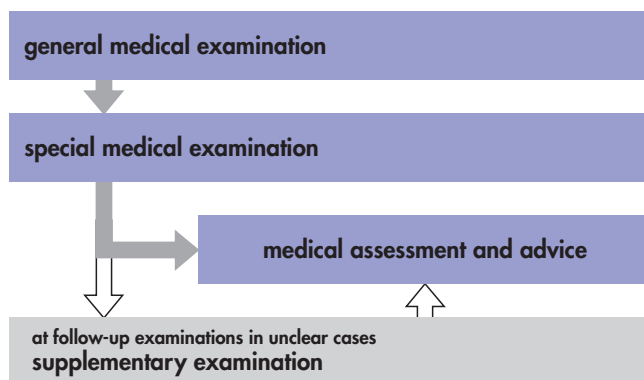 general medical examination
special medical examination
medical assessment and advice
at follow-up examinations in unclear cases
supplementary examination